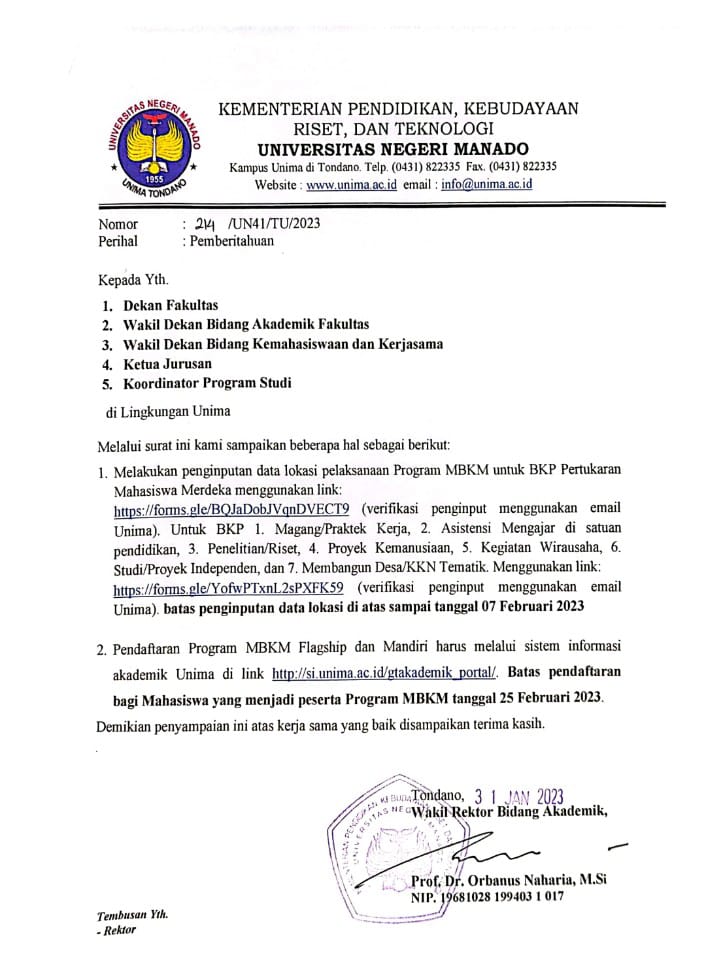 UNIVERSITAS NEGERI MANADO
1955
UNIMA TONDANO
KEMENTERIAN PENDIDIKAN, KEBUDAYAAN
RISET, DAN TEKNOLOGI
UNIVERSITAS NEGERI MANADO
Kampus Unima di Tondano. Telp. (0431) 822335 Fax. (0431) 822335
Website : www.unima.ac.id email : info@unima.ac.id
Nomor : 214 /UN41/TU/2023
Perihal : Pemberitahuan
Kepada Yth.
1. Dekan Fakultas
2. Wakil Dekan Bidang Akademik Fakultas
3. Wakil Dekan Bidang Kemahasiswaan dan Kerjasama
4. Ketua Jurusan
5. Koordinator Program Studi
di Lingkungan Unima
Melalui surat ini kami sampaikan beberapa hal sebagai berikut:
1. Melakukan penginputan data lokasi pelaksanaan Program MBKM untuk BKP Pertukaran
Mahasiswa Merdeka menggunakan link:
https://forms.gle/BQJaDobJVqnDVECT9 (verifikasi penginput menggunakan email
Unima). Untuk BKP 1. Magang/Praktek Kerja, 2. Asistensi Mengajar di satuan
pendidikan, 3. Penelitian/Riset, 4. Proyek Kemanusiaan, 5. Kegiatan Wirausaha, 6.
Studi/Proyek Independen, dan 7. Membangun Desa/KKN Tematik. Menggunakan link:
https://forms.gle/YofwPTxnL2sPXFK59 (verifikasi penginput menggunakan email
Unima). batas penginputan data lokasi di atas sampai tanggal 07 Februari 2023
2. Pendaftaran Program MBKM Flagship dan Mandiri harus melalui sistem informasi
akademik Unima di link http://si.unima.ac.id/gtakademik_portal/. Batas pendaftaran
bagi Mahasiswa yang menjadi peserta Program MBKM tanggal 25 Februari 2023.
Demikian penyampaian ini atas kerja sama yang baik disampaikan terima kasih.
Tondano, 31 JAN 2023
Wakil Rektor Bidang Akademik,
Prof. Dr. Orbanus Naharia, M.Si
NIP. 19681028 199403 1 017
Tembusan Yth.
- Rektor